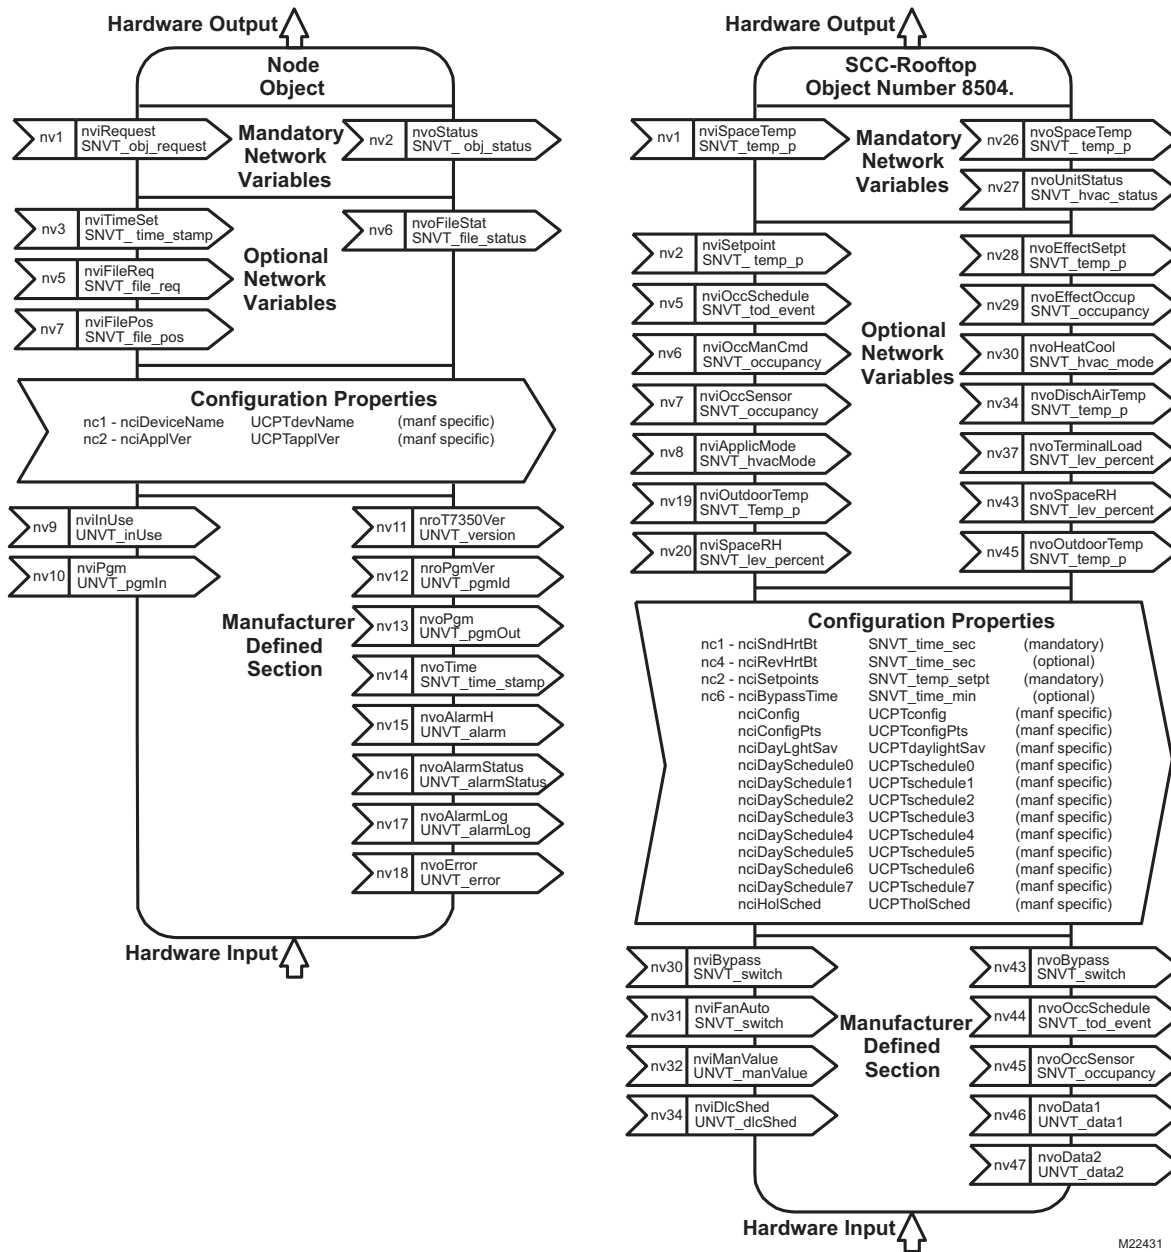 Hardware Output
Node
Object
nv1
nviRequest
SNVT_obj_request
Mandatory
Network
Variables
nv2
nvoStatus
SNVT_ obj_status
nv3
nviTimeSet
SNVT_ time_stamp
nv6
nvoFileStat
SNVT_file_status
Optional
Network
Variables
nv5
nviFileReq
SNVT_file_req
nv7
nviFilePos
SNVT_file_pos
Configuration Properties
nc1 - nciDeviceName UCPTdevName (manf specific)
nc2 - nciApplVer UCPTapplVer (manf specific)
nv9
nviInUse
UNVT_inUse
nv10
nviPgm
UNVT_pgmIn
Manufacturer
Defined
Section
nv11
nroT7350Ver
UNVT_version
nv12
nroPgmVer
UNVT_pgmId
nv13
nvoPgm
UNVT_pgmOut
nv14
nvoTime
SNVT_time_stamp
nv15
nvoAlarmH
UNVT_alarm
nv16
nvoAlarmStatus
UNVT_alarmStatus
nv17
nvoAlarmLog
UNVT_alarmLog
nv18
nvoError
UNVT_error
Hardware Input
Hardware Output
SCC-Rooftop
Object Number 8504.
nv1
nviSpaceTemp
SNVT_temp_p
Mandatory
Network
Variables
nv26
nvoSpaceTemp
SNVT_ temp_p
nv27
nvoUnitStatus
SNVT_hvac_status
nv2
nviSetpoint
SNVT_ temp_p
nv5
nviOccSchedule
SNVT_tod_event
nv6
nviOccManCmd
SNVT_occupancy
nv7
nviOccSensor
SNVT_occupancy
nv8
nviApplicMode
SNVT_hvacMode
nv19
nviOutdoorTemp
SNVT_Temp_p
nv20
nviSpaceRH
SNVT_lev_percent
Optional
Network
Variables
nv28
nvoEffectSetpt
SNVT_temp_p
nv29
nvoEffectOccup
SNVT_occupancy
nv30
nvoHeatCool
SNVT_hvac_mode
nv34
nvoDischAirTemp
SNVT_temp_p
nv37
nvoTerminalLoad
SNVT_lev_percent
nv43
nvoSpaceRH
SNVT_lev_percent
nv45
nvoOutdoorTemp
SNVT_temp_p
Configuration Properties
nc1 - nciSndHrtBt SNVT_time_sec (mandatory)
nc4 - nciRevHrtBt SNVT_time_sec (optional)
nc2 - nciSetpoints SNVT_temp_setpt (mandatory)
nc6 - nciBypassTime SNVT_time_min (optional)
nciConfig UCPTconfig (manf specific)
nciConfigPts UCPTconfigPts (manf specific)
nciDayLghtSav UCPTdaylightSav (manf specific)
nciDaySchedule0 UCPTschedule0 (manf specific)
nciDaySchedule1 UCPTschedule1 (manf specific)
nciDaySchedule2 UCPTschedule2 (manf specific)
nciDaySchedule3 UCPTschedule3 (manf specific)
nciDaySchedule4 UCPTschedule4 (manf specific)
nciDaySchedule5 UCPTschedule5 (manf specific)
nciDaySchedule6 UCPTschedule6 (manf specific)
nciDaySchedule7 UCPTschedule7 (manf specific)
nciHolSched UCPTholSched (manf specific)
nv30
nviBypass
SNVT_switch
nv31
nviFanAuto
SNVT_switch
nv32
nviManValue
UNVT_manValue
nv34
nviDlcShed
UNVT_dlcShed
Manufacturer
Defined
Section
nv43
nvoBypass
SNVT_switch
nv44
nvoOccSchedule
SNVT_tod_event
nv45
nvoOccSensor
SNVT_occupancy
nv46
nvoData1
UNVT_data1
nv47
nvoData2
UNVT_data2
Hardware Input
M22431